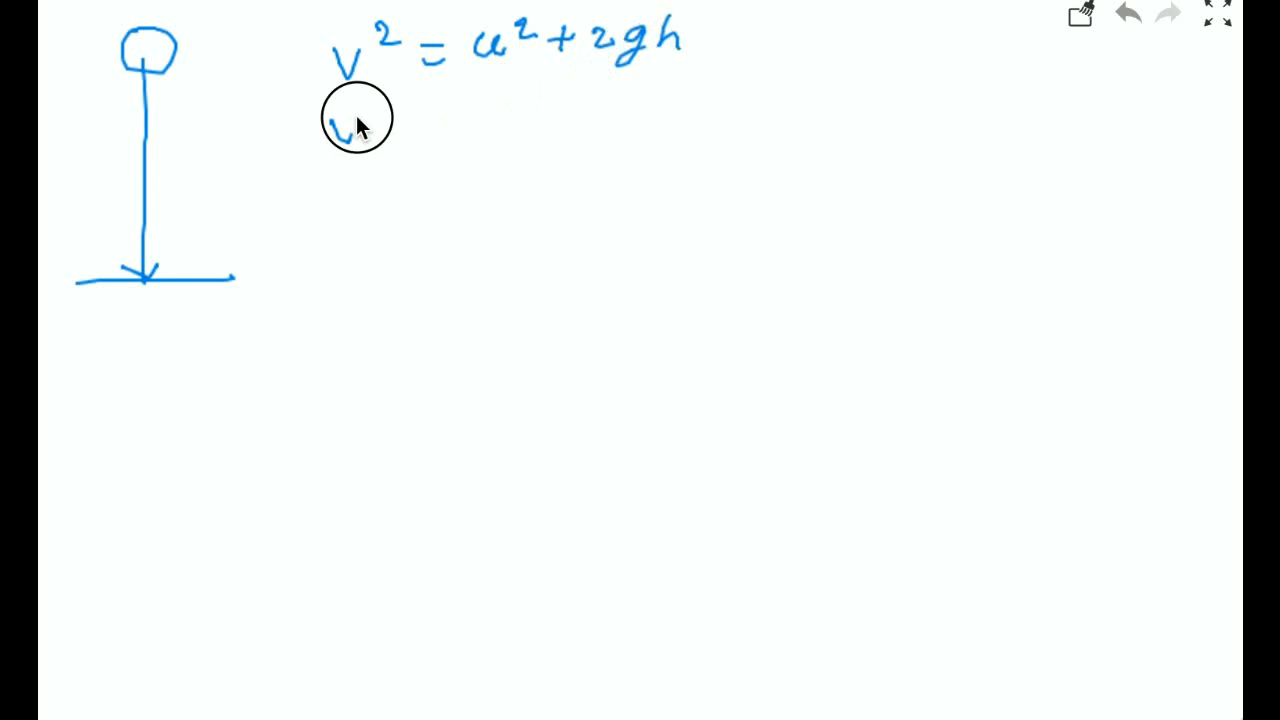 v² = u² + 2gh
v